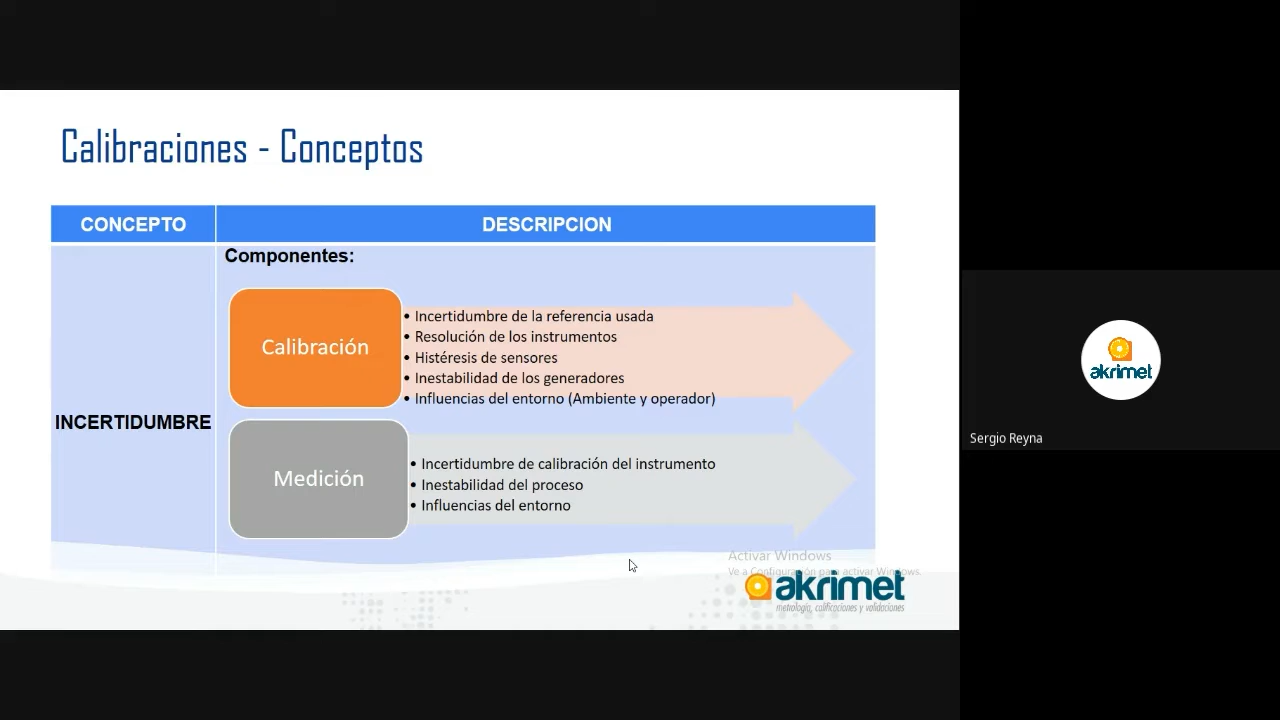 Calibraciones - Conceptos
CONCEPTO
DESCRIPCION
Componentes:
Calibración
• Incertidumbre de la referencia usada
• Resolución de los instrumentos
• Histéresis de sensores
• Inestabilidad de los generadores
• Influencias del entorno (Ambiente y operador)
INCERTIDUMBRE
Medición
• Incertidumbre de calibración del instrumento
• Inestabilidad del proceso
• Influencias del entorno
Activar Windows
Ve a Configuración para activar Windows.
akrimet
metrología, calificaciones y validaciones
akrimet
Sergio Reyna